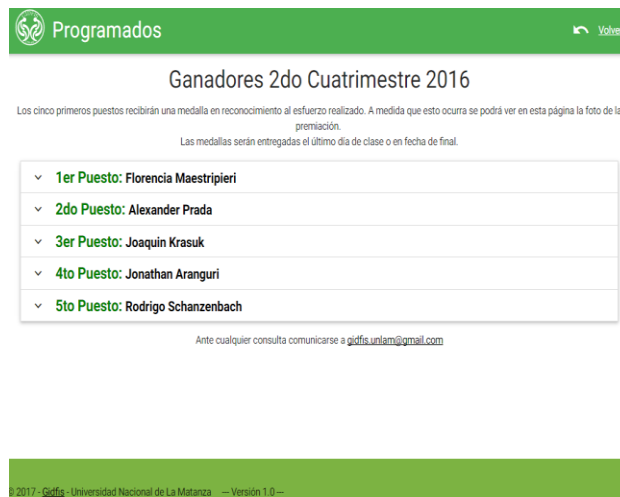 Programados
Volve
Ganadores 2do Cuatrimestre 2016
Los cinco primeros puestos recibirán una medalla en reconocimiento al esfuerzo realizado. A medida que esto ocurra se podrá ver en esta página la foto de la
premiación.
Las medallas serán entregadas el último día de clase o en fecha de final.
1er Puesto: Florencia Maestripieri
2do Puesto: Alexander Prada
3er Puesto: Joaquin Krasuk
4to Puesto: Jonathan Aranguri
5to Puesto: Rodrigo Schanzenbach
Ante cualquier consulta comunicarse a gidfis.unlam@gmail.com
© 2017 - Gidfis - Universidad Nacional de La Matanza — Versión 1.0 —